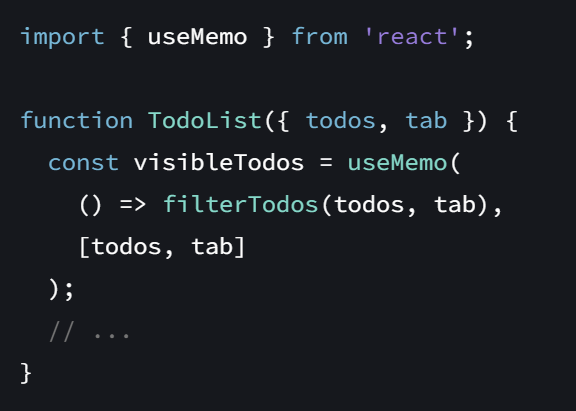 import { useMemo } from 'react';

function TodoList({ todos, tab }) {
  const visibleTodos = useMemo(
    () => filterTodos(todos, tab),
    [todos, tab]
  );
  // ...
}